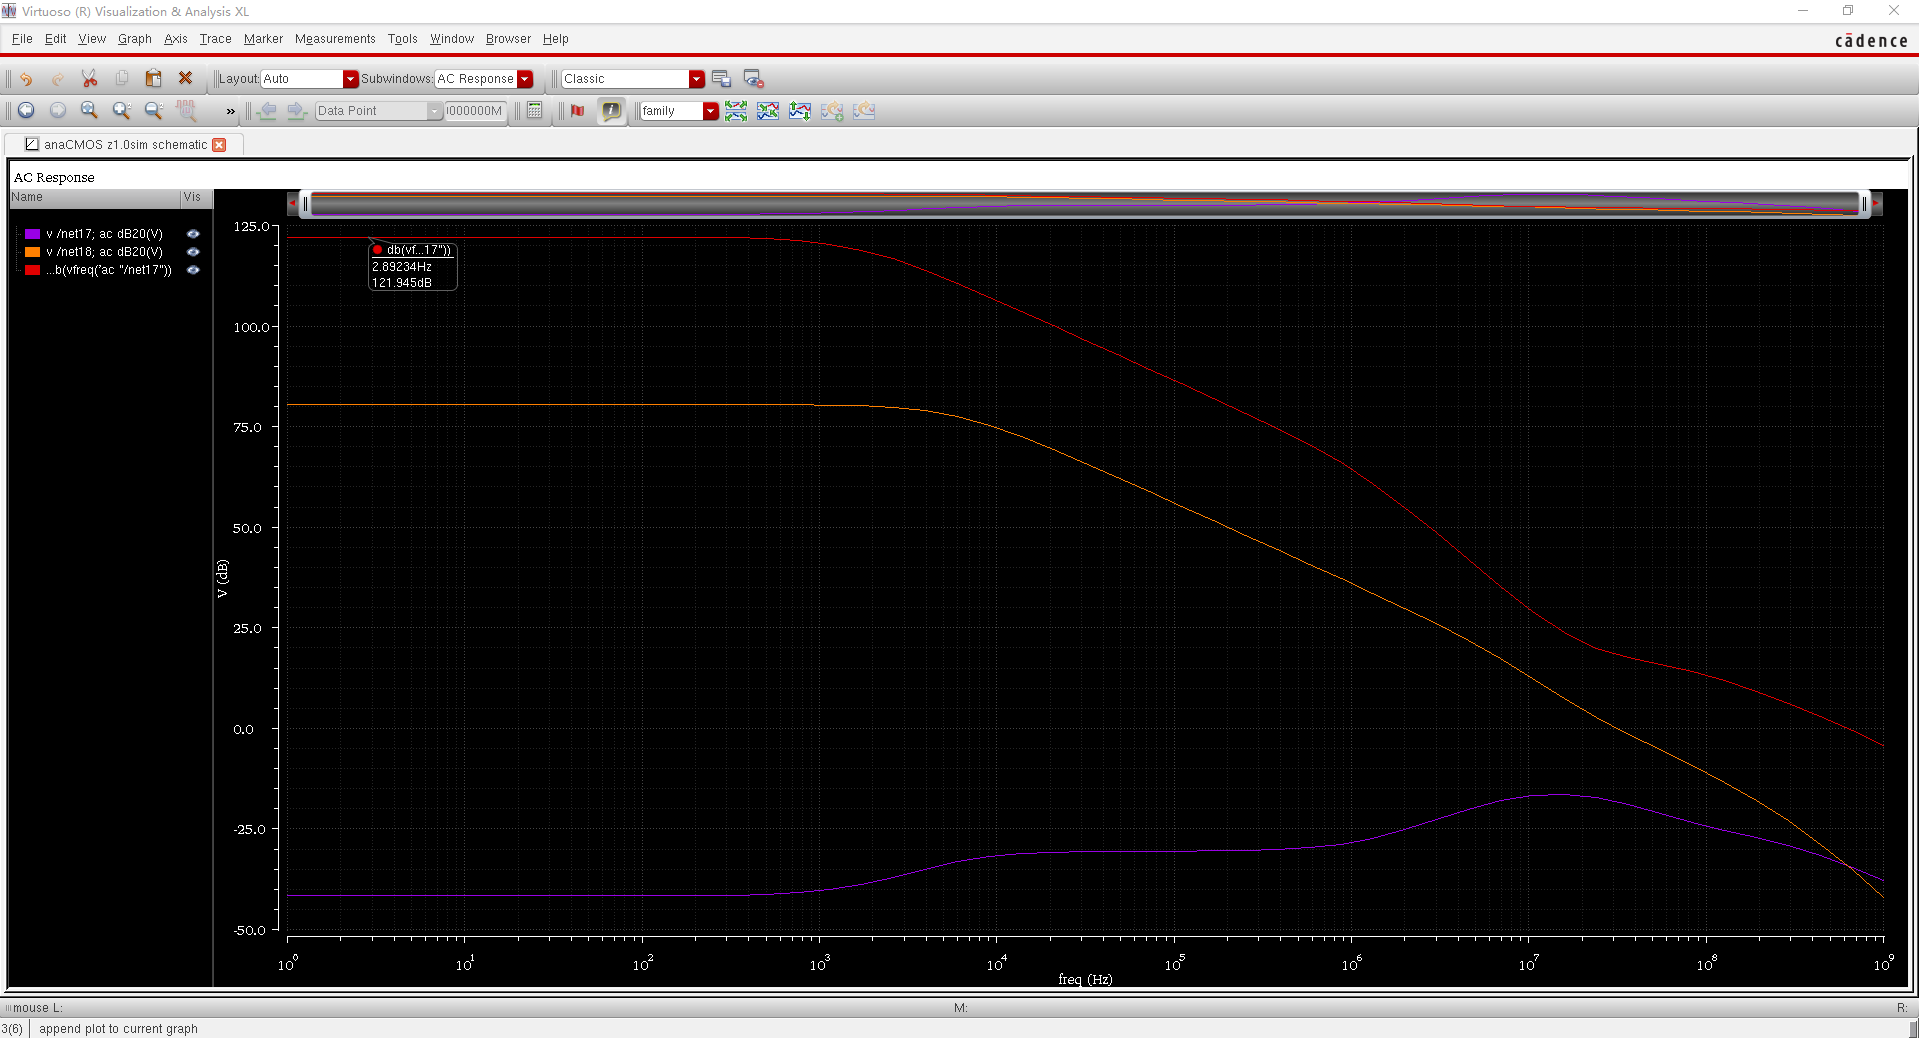 Virtuoso (R) Visualization & Analysis XL
File Edit View Graph Axis Trace Marker Measurements Tools Window Browser Help
cādence
Layout: Auto Subwindows: AC Response Classic
» Data Point 1000000M family
anaCMOS z1.0sim schematic
AC Response
Name Vis
v /net17; ac dB20(V)
v /net18; ac dB20(V)
...b(vfreq('ac "/net17"))
125.0
100.0
75.0
50.0
25.0
0.0
-25.0
-50.0
V (dB)
db(vf...17"))
2.89234Hz
121.945dB
10^0 10^1 10^2 10^3 10^4 10^5 10^6 10^7 10^8 10^9
freq (Hz)
mouse L: M: R:
3(6) append plot to current graph